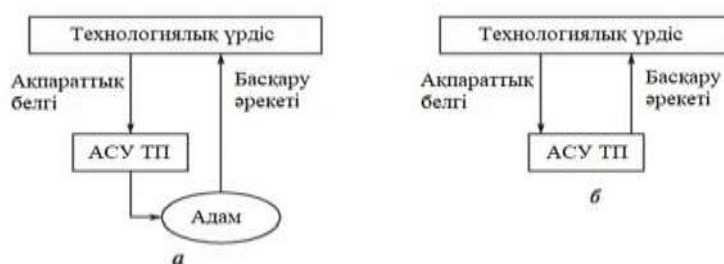 Технологиялық үрдіс
Ақпараттық
белгі
Басқару
әрекеті
АСУ ТП
Адам
а
Технологиялық үрдіс
Ақпараттық
белгі
Басқару
әрекеті
АСУ ТП
б